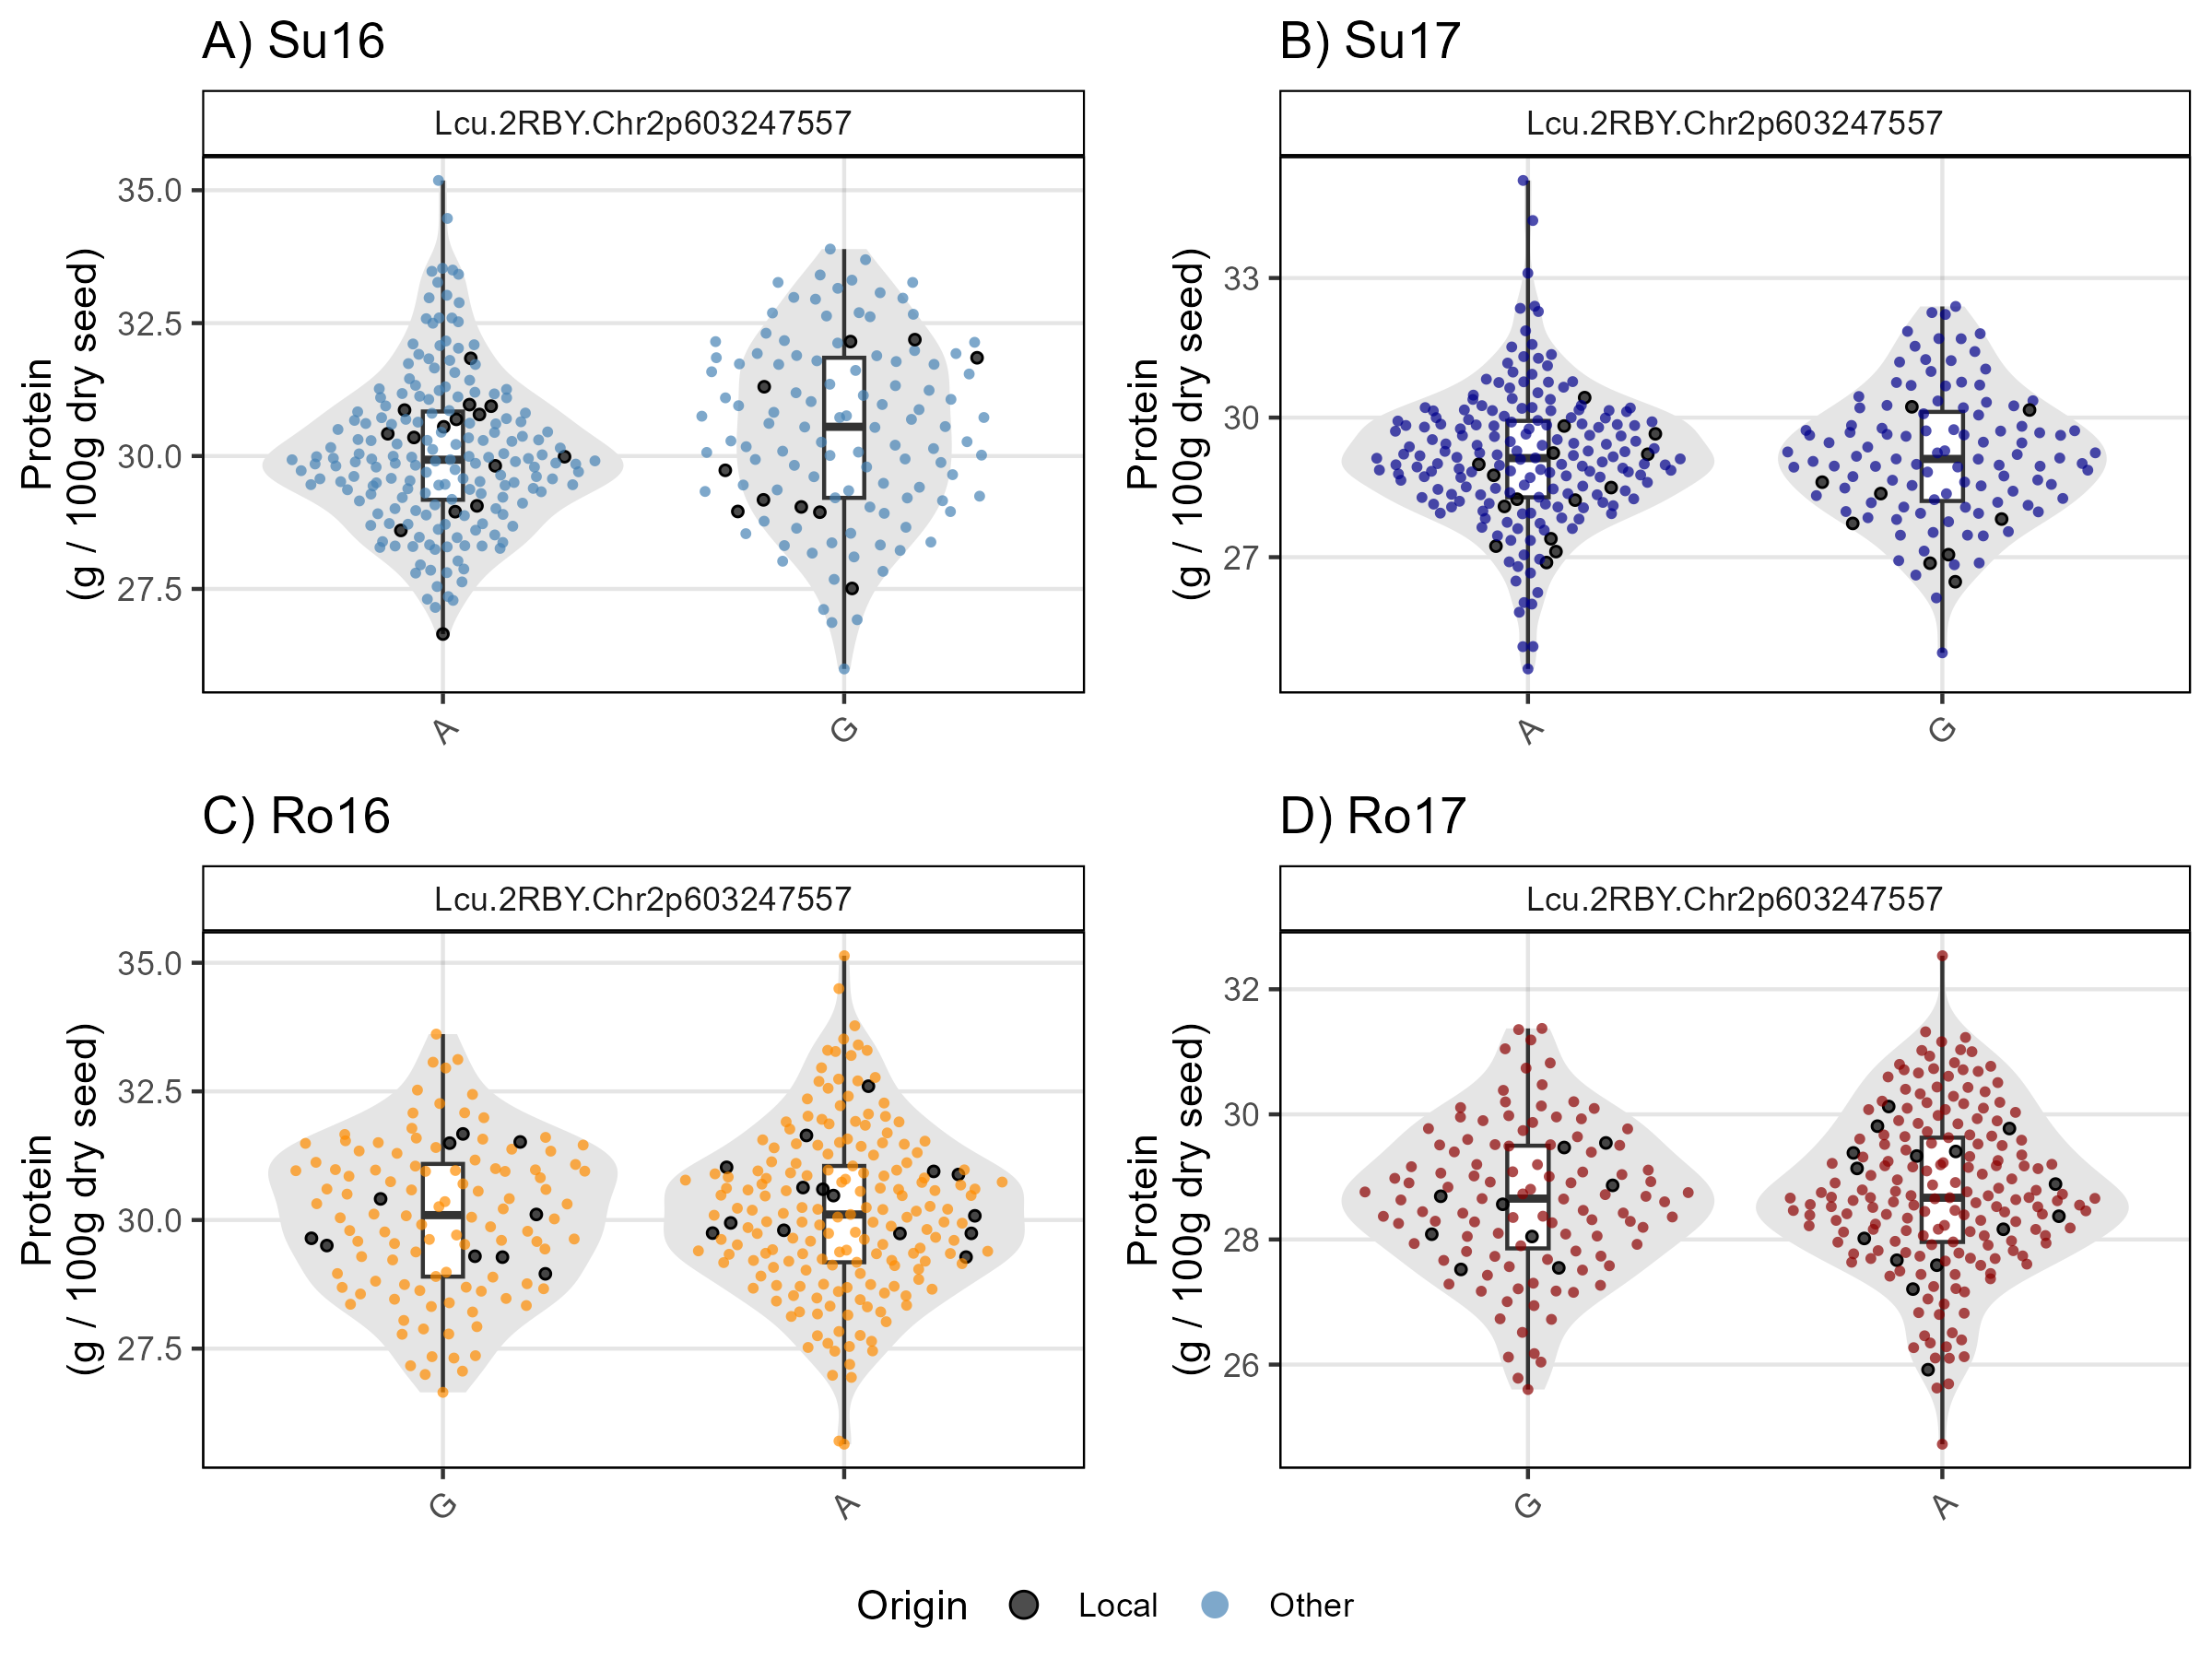 A) Su16
Lcu.2RBY.Chr2p603247557
Protein
(g / 100g dry seed)
35.0
32.5
30.0
27.5
A
G
B) Su17
Lcu.2RBY.Chr2p603247557
Protein
(g / 100g dry seed)
33
30
27
A
G
C) Ro16
Lcu.2RBY.Chr2p603247557
Protein
(g / 100g dry seed)
35.0
32.5
30.0
27.5
G
A
D) Ro17
Lcu.2RBY.Chr2p603247557
Protein
(g / 100g dry seed)
32
30
28
26
G
A
Origin Local Other